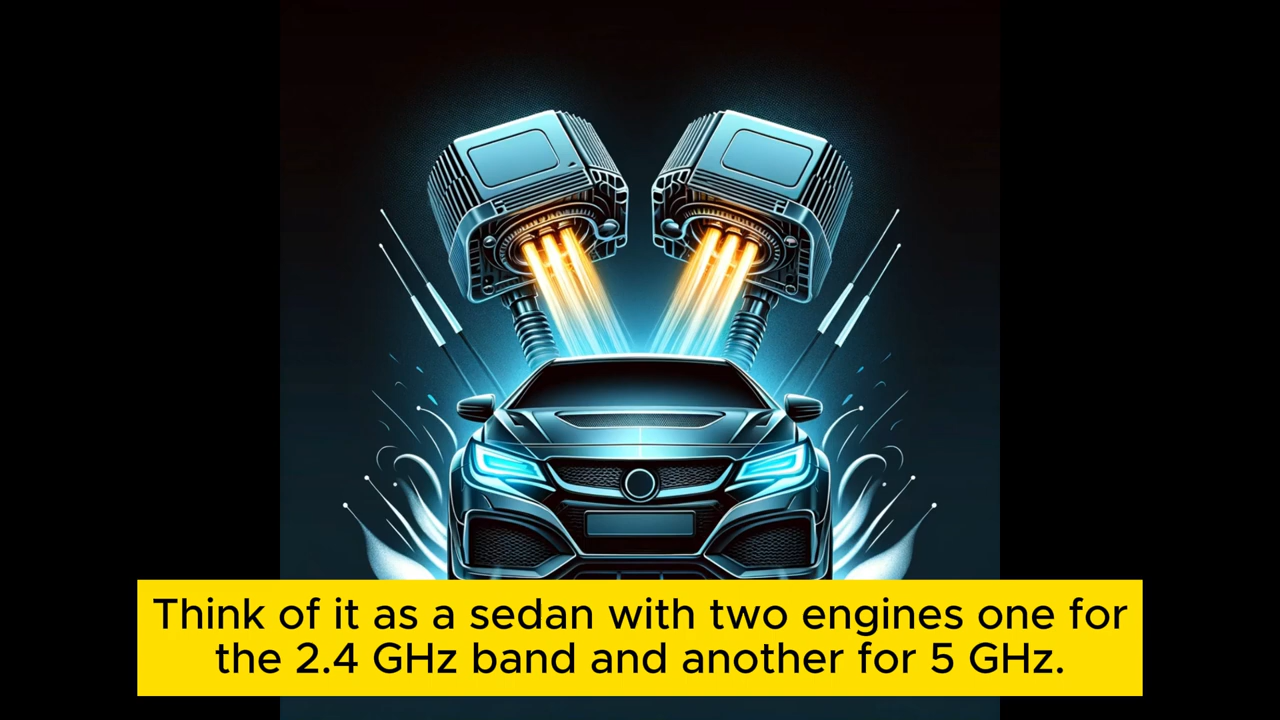 Think of it as a sedan with two engines one for
the 2.4 GHz band and another for 5 GHz.